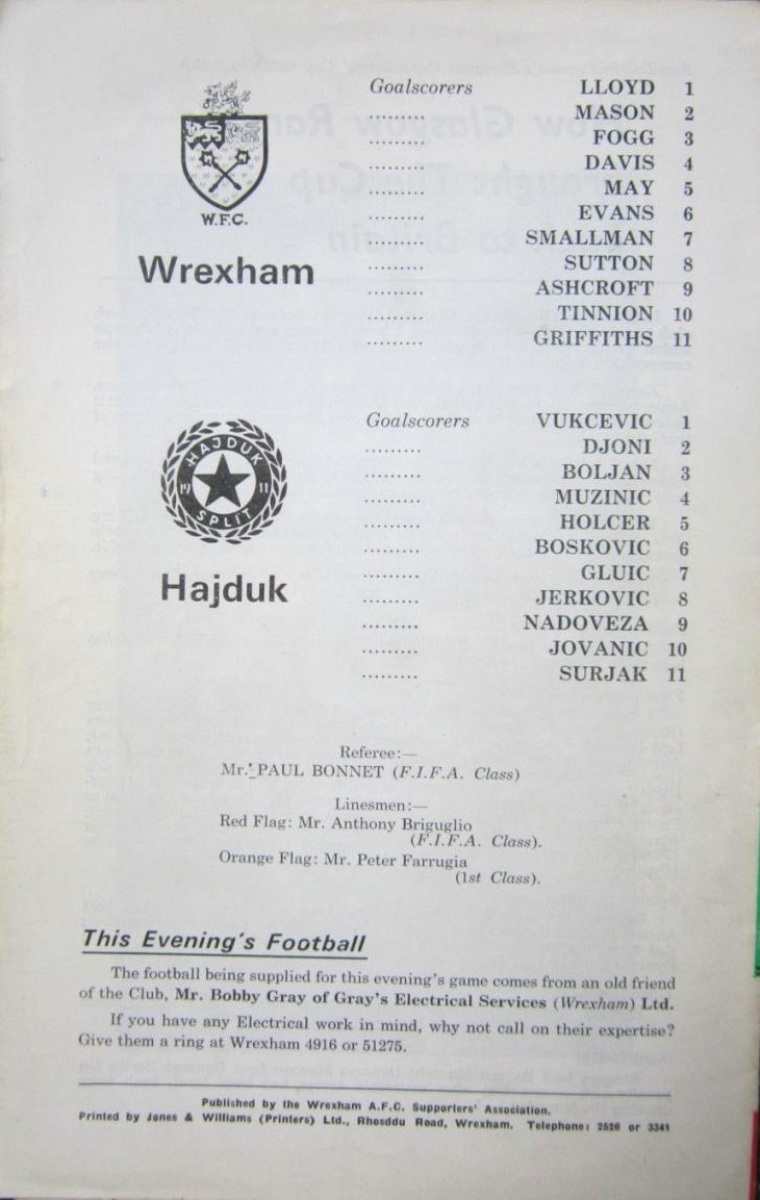 Goalscorers LLOYD 1
......... MASON 2
......... FOGG 3
......... DAVIS 4
......... MAY 5
......... EVANS 6
......... SMALLMAN 7
......... SUTTON 8
......... ASHCROFT 9
......... TINNION 10
......... GRIFFITHS 11
W.F.C.
Wrexham
Goalscorers VUKCEVIC 1
......... DJONI 2
......... BOLJAN 3
......... MUZINIC 4
......... HOLCER 5
......... BOSKOVIC 6
......... GLUIC 7
......... JERKOVIC 8
......... NADOVEZA 9
......... JOVANIC 10
......... SURJAK 11
HAJDUK
19 11
SPLIT
Hajduk
Referee:—
Mr. PAUL BONNET (F.I.F.A. Class)
Linesmen:—
Red Flag: Mr. Anthony Briguglio
(F.I.F.A. Class).
Orange Flag: Mr. Peter Farrugia
(1st Class).
This Evening's Football
The football being supplied for this evening's game comes from an old friend
of the Club, Mr. Bobby Gray of Gray's Electrical Services (Wrexham) Ltd.
If you have any Electrical work in mind, why not call on their expertise?
Give them a ring at Wrexham 4916 or 51275.
Published by the Wrexham A.F.C. Supporters' Association.
Printed by Jones & Williams (Printers) Ltd., Rhosddu Road, Wrexham. Telephone: 2526 or 3341